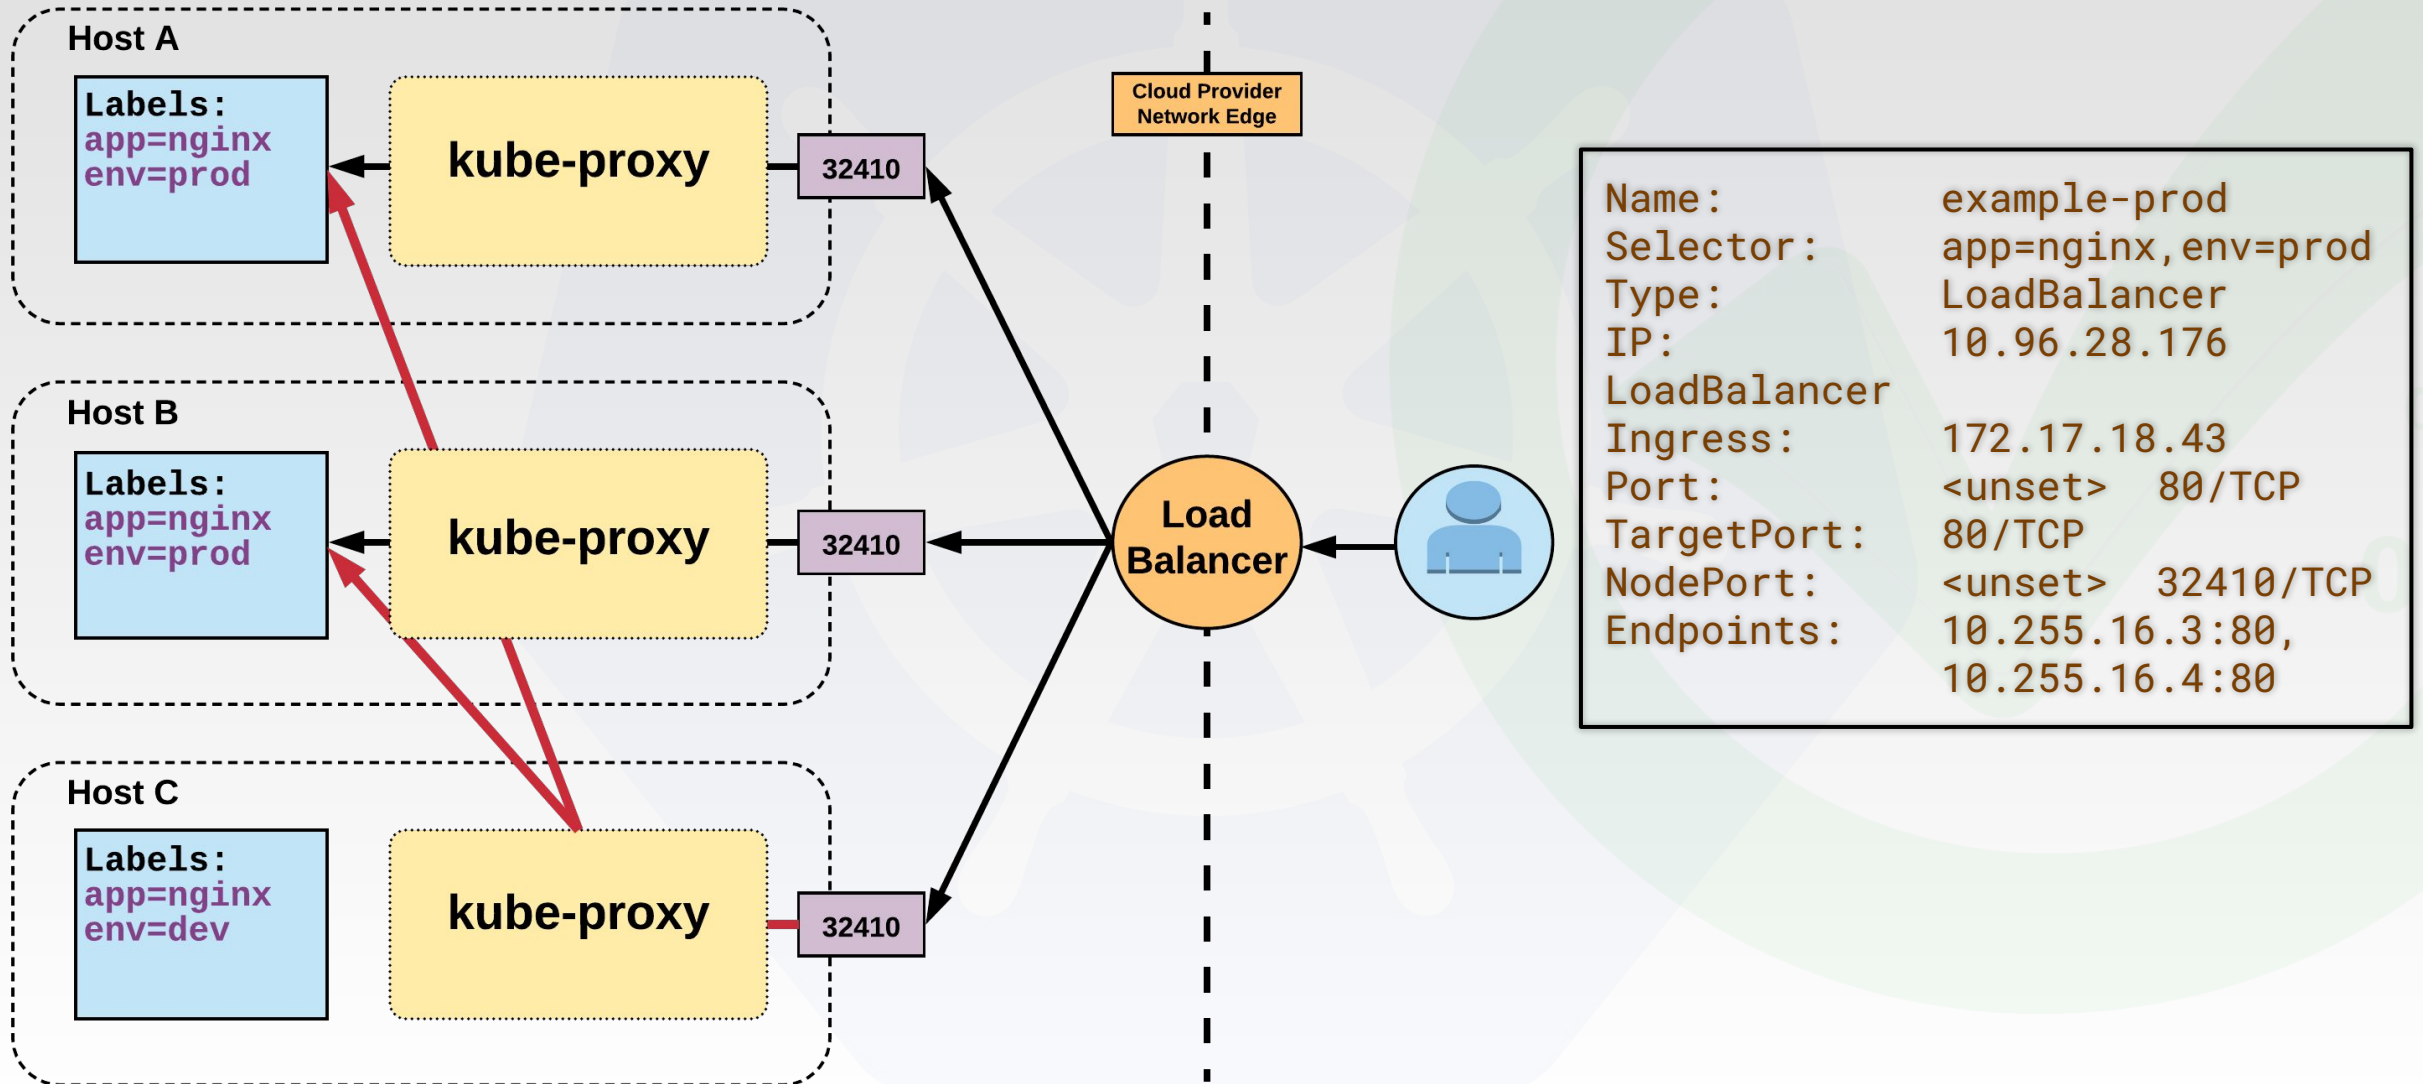 Host A
Labels:
app=nginx
env=prod
kube-proxy
32410
Host B
Labels:
app=nginx
env=prod
kube-proxy
32410
Host C
Labels:
app=nginx
env=dev
kube-proxy
32410
Cloud Provider
Network Edge
Load
Balancer
Name: example-prod
Selector: app=nginx,env=prod
Type: LoadBalancer
IP: 10.96.28.176
LoadBalancer
Ingress: 172.17.18.43
Port: <unset> 80/TCP
TargetPort: 80/TCP
NodePort: <unset> 32410/TCP
Endpoints: 10.255.16.3:80,
10.255.16.4:80